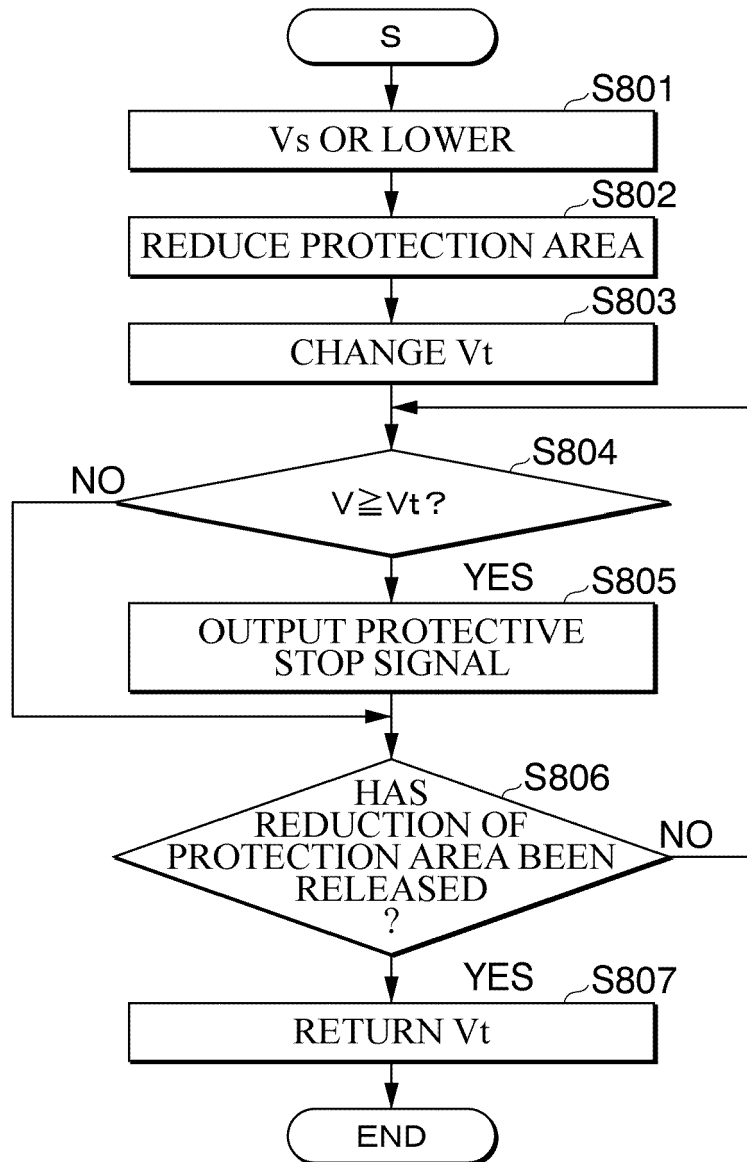 S
S801
Vs OR LOWER
S802
REDUCE PROTECTION AREA
S803
CHANGE Vt
S804
NO
V≧Vt?
YES
S805
OUTPUT PROTECTIVE
STOP SIGNAL
S806
HAS
REDUCTION OF
PROTECTION AREA BEEN
RELEASED
?
NO
YES
S807
RETURN Vt
END